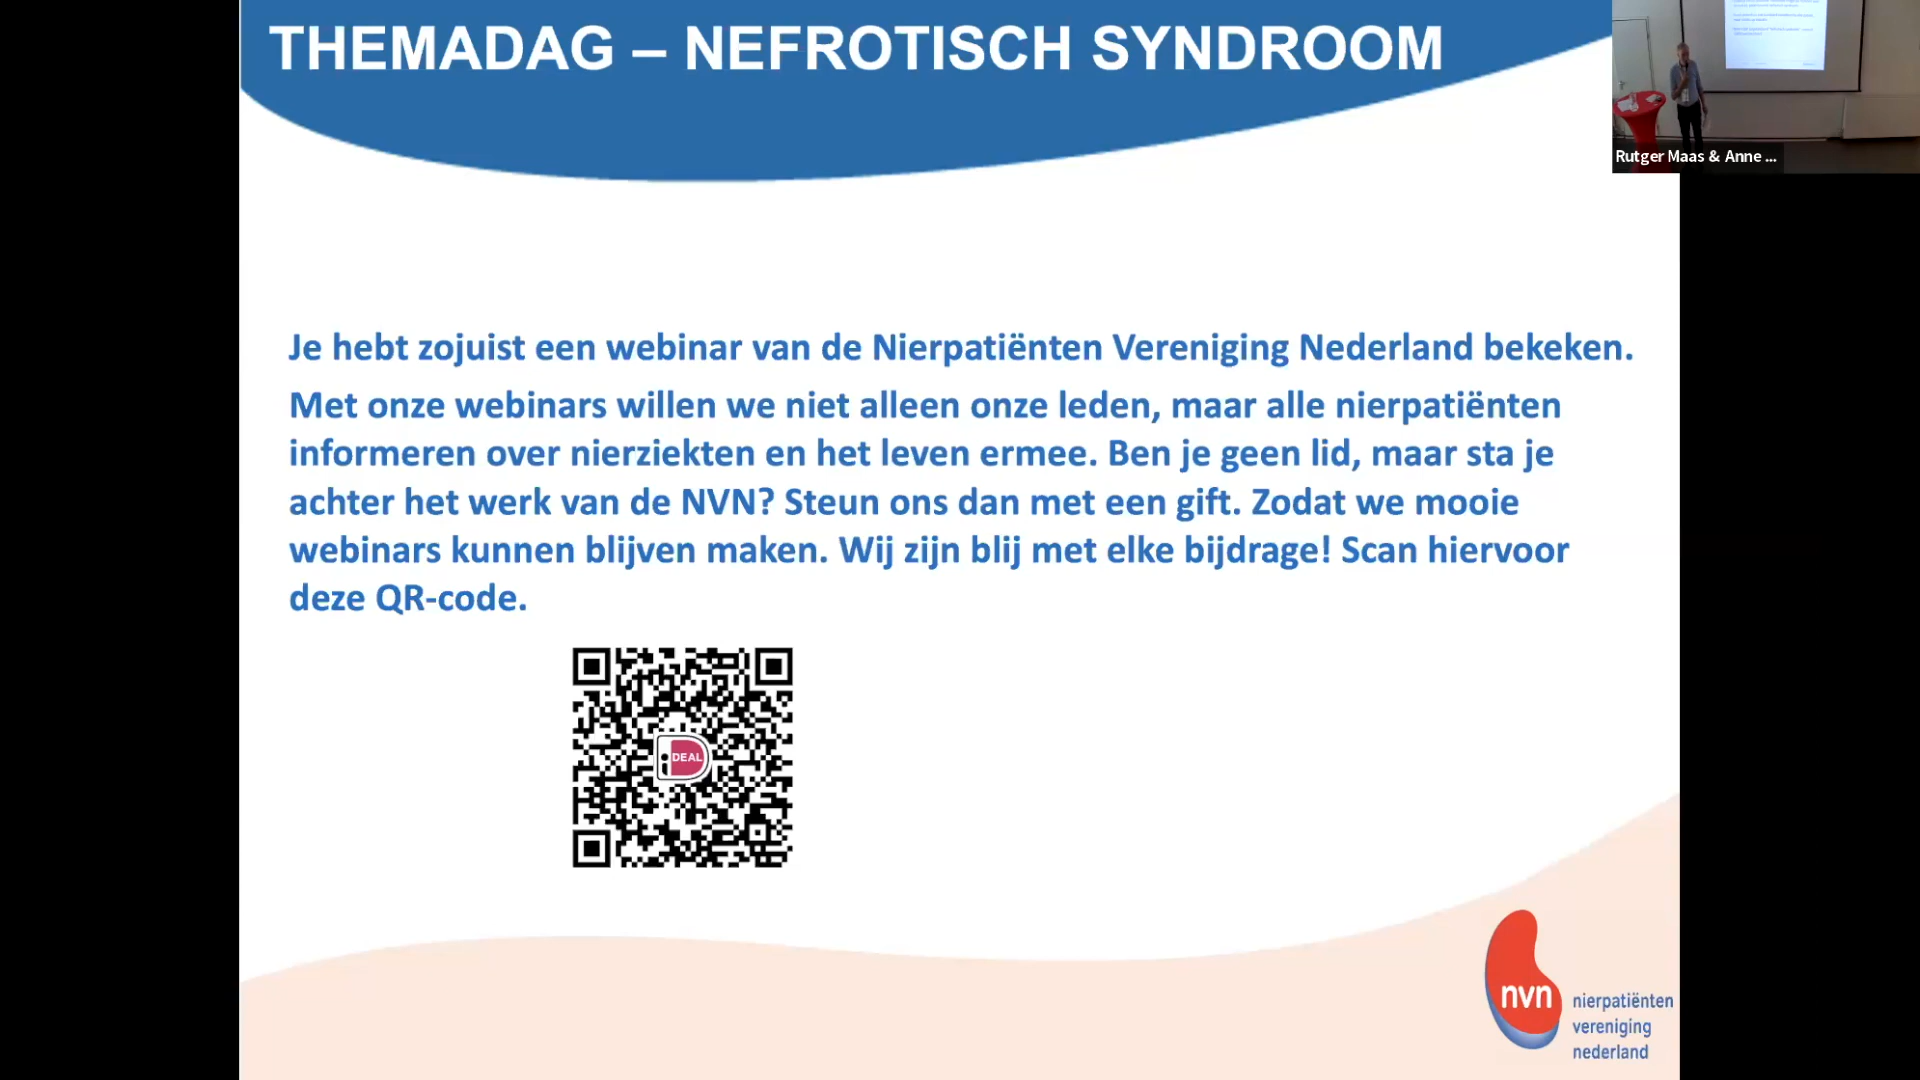 THEMADAG – NEFROTISCH SYNDROOM
Rutger Maas & Anne ...
Je hebt zojuist een webinar van de Nierpatiënten Vereniging Nederland bekeken.
Met onze webinars willen we niet alleen onze leden, maar alle nierpatiënten
informeren over nierziekten en het leven ermee. Ben je geen lid, maar sta je
achter het werk van de NVN? Steun ons dan met een gift. Zodat we mooie
webinars kunnen blijven maken. Wij zijn blij met elke bijdrage! Scan hiervoor
deze QR-code.
iDEAL
nvn
nierpatiënten
vereniging
nederland